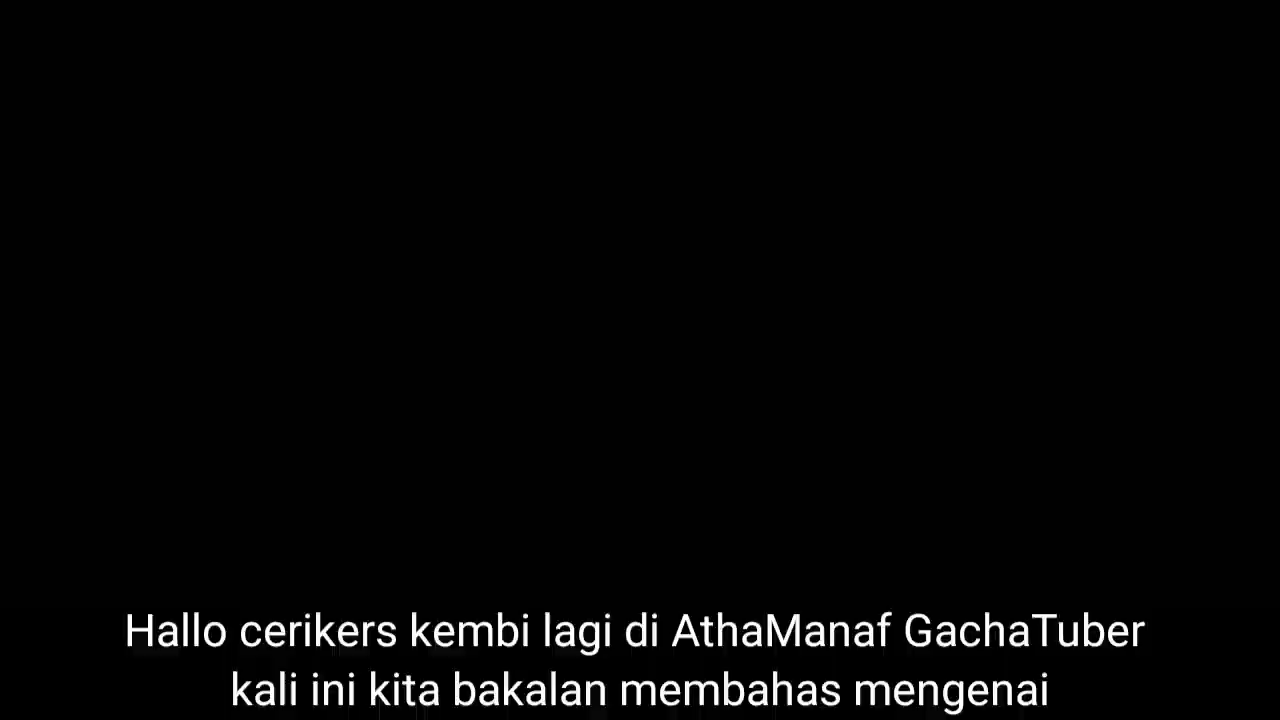 Hallo cerikers kembi lagi di AthaManaf GachaTuber
kali ini kita bakalan membahas mengenai